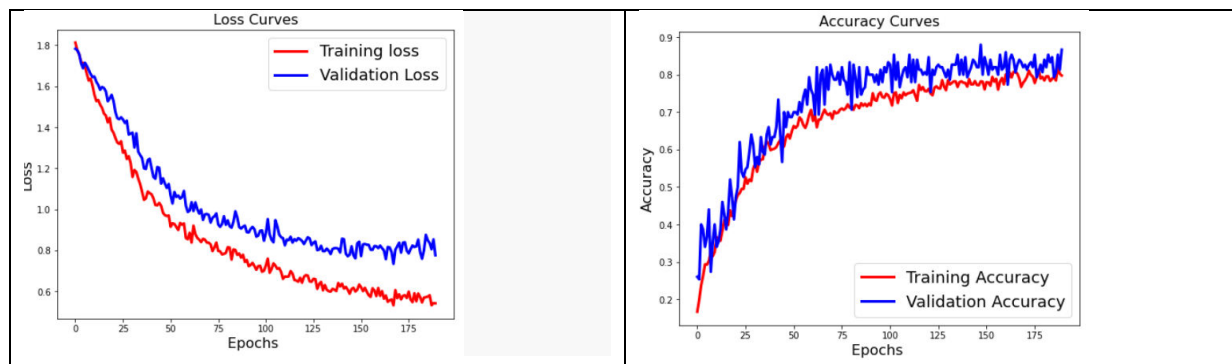 Loss Curves
1.8
1.6
1.4
1.2
1.0
0.8
0.6
Loss
Training loss
Validation Loss
0 25 50 75 100 125 150 175
Epochs
Accuracy Curves
0.9
0.8
0.7
0.6
0.5
0.4
0.3
0.2
Accuracy
Training Accuracy
Validation Accuracy
0 25 50 75 100 125 150 175
Epochs